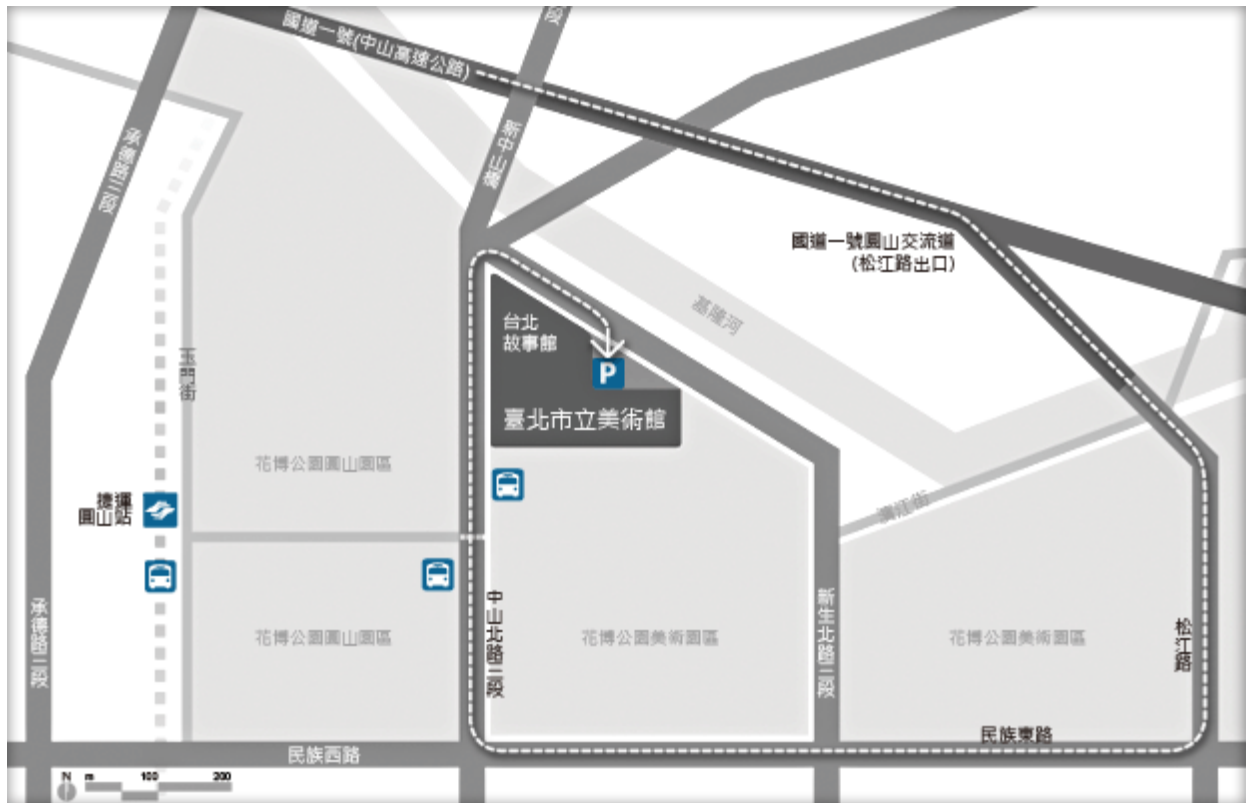 國道一號(中山高速公路)
新中山橋
承德路三段
國道一號圓山交流道
(松江路出口)
基隆河
台北
故事館
P
臺北市立美術館
玉門街
花博公園圓山園區
捷運
圓山站
濱江街
承德路三段
花博公園圓山園區
中山北路三段
花博公園美術園區
新生北路三段
花博公園美術園區
松江路
民族東路
民族西路
N m 100 200